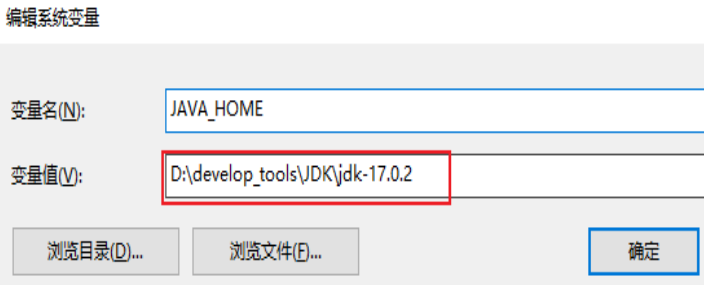 编辑系统变量
变量名(N):
JAVA_HOME
变量值(V):
D:\develop_tools\JDK\jdk-17.0.2
浏览目录(D)...
浏览文件(F)...
确定